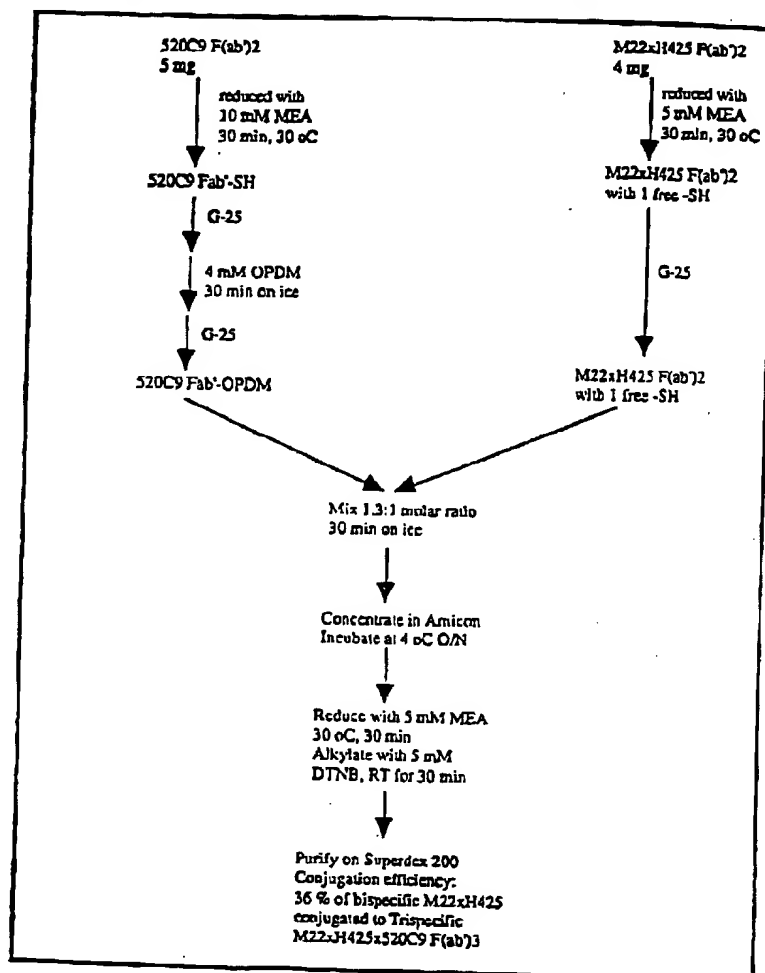 520C9 F(ab')2
5 mg
reduced with
10 mM MEA
30 min, 30 oC
520C9 Fab'-SH
G-25
4 mM OPDM
30 min on ice
G-25
520C9 Fab'-OPDM
M22xH425 F(ab')2
4 mg
reduced with
5 mM MEA
30 min, 30 oC
M22xH425 F(ab')2
with 1 free -SH
G-25
M22xH425 F(ab')2
with 1 free -SH
Mix 1.3:1 molar ratio
30 min on ice
Concentrate in Amicon
Incubate at 4 oC O/N
Reduce with 5 mM MEA
30 oC, 30 min
Alkylate with 5 mM
DTNB, RT for 30 min
Purify on Superdex 200
Conjugation efficiency:
36 % of bispecific M22xH425
conjugated to Trispecific
M22xH425x520C9 F(ab')3